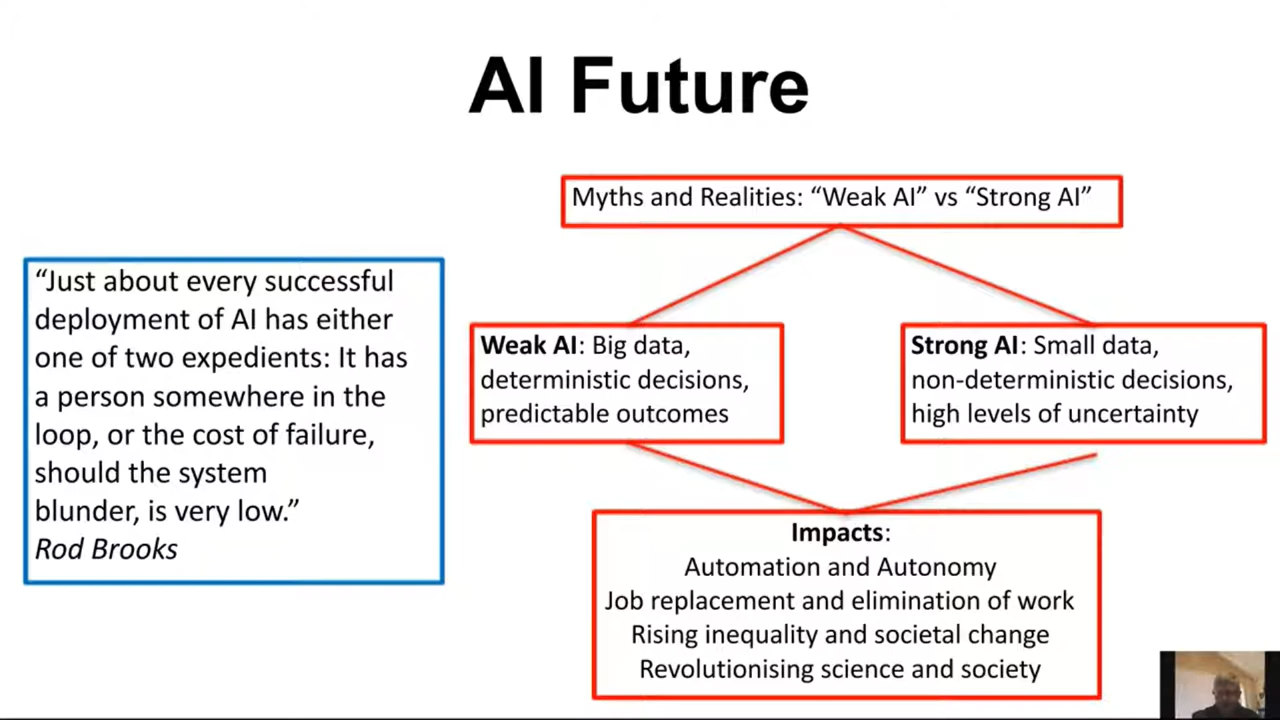 AI Future
Myths and Realities: “Weak AI” vs “Strong AI”
“Just about every successful
deployment of AI has either
one of two expedients: It has
a person somewhere in the
loop, or the cost of failure,
should the system
blunder, is very low.”
Rod Brooks
Weak AI: Big data,
deterministic decisions,
predictable outcomes
Strong AI: Small data,
non-deterministic decisions,
high levels of uncertainty
Impacts:
Automation and Autonomy
Job replacement and elimination of work
Rising inequality and societal change
Revolutionising science and society